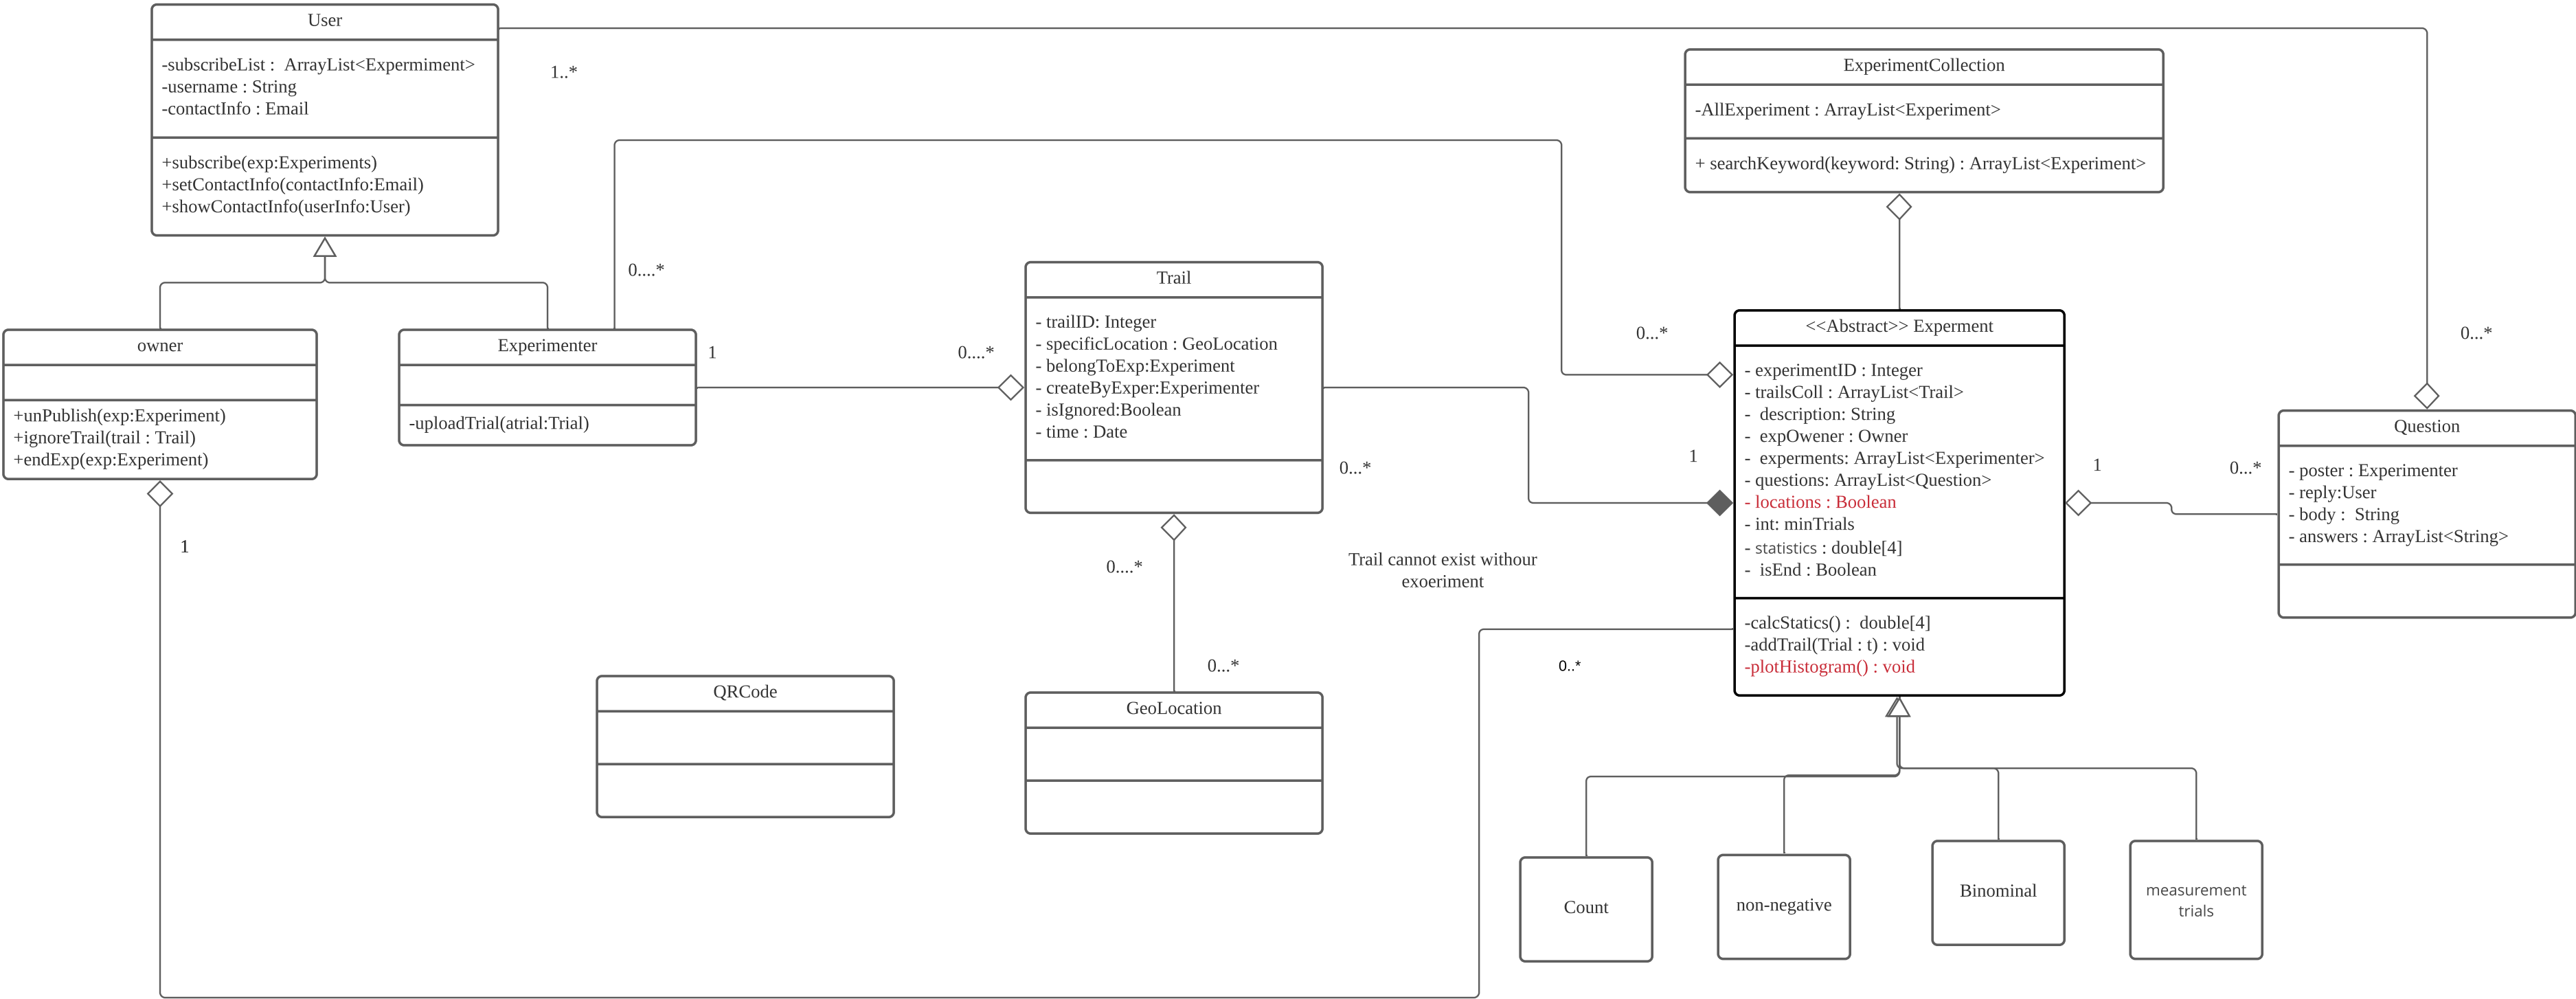 User
-subscribeList :  ArrayList<Expermiment>
-username : String
-contactInfo : Email
+subscribe(exp:Experiments)
+setContactInfo(contactInfo:Email)
+showContactInfo(userInfo:User)
1..*
ExperimentCollection
-AllExperiment : ArrayList<Experiment>
+ searchKeyword(keyword: String) : ArrayList<Experiment>
0....*
owner
+unPublish(exp:Experiment)
+ignoreTrail(trail : Trail)
+endExp(exp:Experiment)
1
Experimenter
-uploadTrial(atrial:Trial)
1
0....*
Trail
- trailID: Integer
- specificLocation : GeoLocation
- belongToExp:Experiment
- createByExper:Experimenter
- isIgnored:Boolean
- time : Date
0...*
0....*
Trail cannot exist withour
exoeriment
0...*
0...*
1
<<Abstract>> Experment
- experimentID : Integer
- trailsColl : ArrayList<Trail>
-  description: String
-  expOwener : Owner
-  experments: ArrayList<Experimenter>
- questions: ArrayList<Question>
- locations : Boolean
- int: minTrials
- statistics : double[4]
-  isEnd : Boolean
-calcStatics() :  double[4]
-addTrail(Trial : t) : void
-plotHistogram() : void
0..*
1
0...*
0...*
Question
- poster : Experimenter
- reply:User
- body :  String
- answers : ArrayList<String>
QRCode
GeoLocation
Count
non-negative
Binominal
measurement
trials